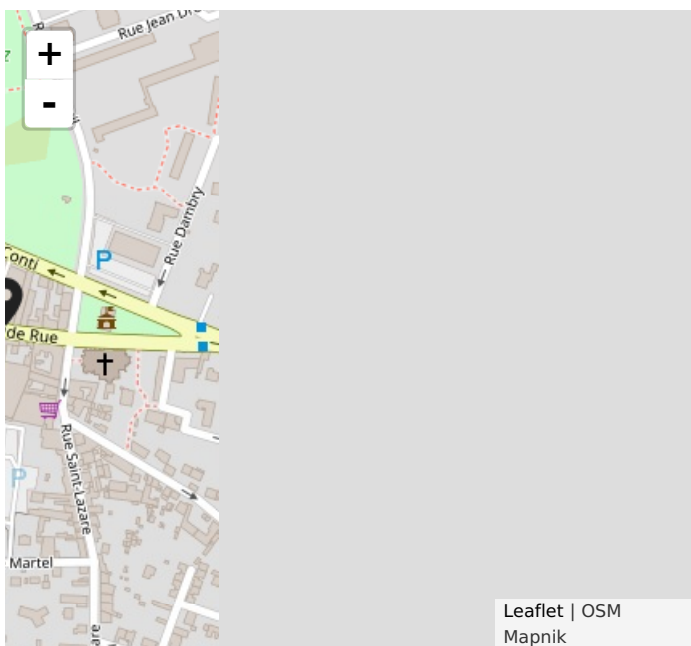 Rue Jean
+
-
P
Rue Dambry
Conti
de Rue
Rue Saint-Lazare
P
Martel
Leaflet | OSM
Mapnik